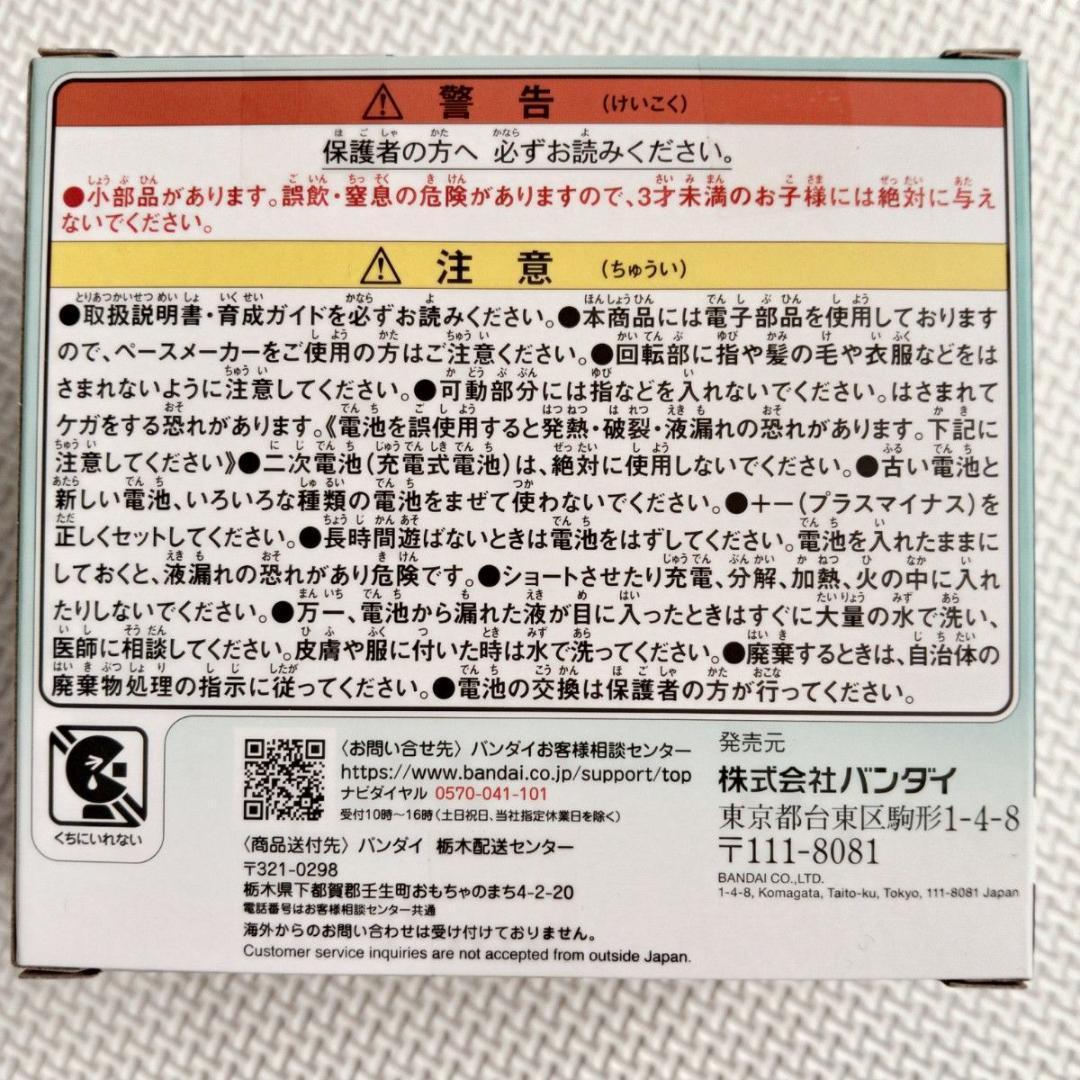 警告 (けいこく)
保護者の方へ 必ずお読みください。
●小部品があります。誤飲・窒息の危険がありますので、3才未満のお子様には絶対に与え
ないでください。
注意 (ちゅうい)
●取扱説明書・育成ガイドを必ずお読みください。●本商品には電子部品を使用しております
ので、ペースメーカーをご使用の方はご注意ください。●回転部に指や髪の毛や衣服などをは
さまれないように注意してください。●可動部分には指などを入れないでください。はさまれて
ケガをする恐れがあります。《電池を誤使用すると発熱・破裂・液漏れの恐れがあります。下記に
注意してください》●二次電池(充電式電池)は、絶対に使用しないでください。●古い電池と
新しい電池、いろいろな種類の電池をまぜて使わないでください。●+−(プラスマイナス)を
正しくセットしてください。●長時間遊ばないときは電池をはずしてください。電池を入れたままに
しておくと、液漏れの恐れがあり危険です。●ショートさせたり充電、分解、加熱、火の中に入れ
たりしないでください。●万一、電池から漏れた液が目に入ったときはすぐに大量の水で洗い、
医師に相談してください。皮膚や服に付いた時は水で洗ってください。●廃棄するときは、自治体の
廃棄物処理の指示に従ってください。●電池の交換は保護者の方が行ってください。
くちにいれない
〈お問い合せ先〉バンダイお客様相談センター
https://www.bandai.co.jp/support/top
ナビダイヤル 0570-041-101
受付10時〜16時(土日祝日、当社指定休業日を除く)
〈商品送付先〉バンダイ 栃木配送センター
〒321-0298
栃木県下都賀郡壬生町おもちゃのまち4-2-20
電話番号はお客様相談センター共通
海外からのお問い合わせは受け付けておりません。
Customer service inquiries are not accepted from outside Japan.
発売元
株式会社バンダイ
東京都台東区駒形1-4-8
〒111-8081
BANDAI CO.,LTD.
1-4-8, Komagata, Taito-ku, Tokyo, 111-8081 Japan